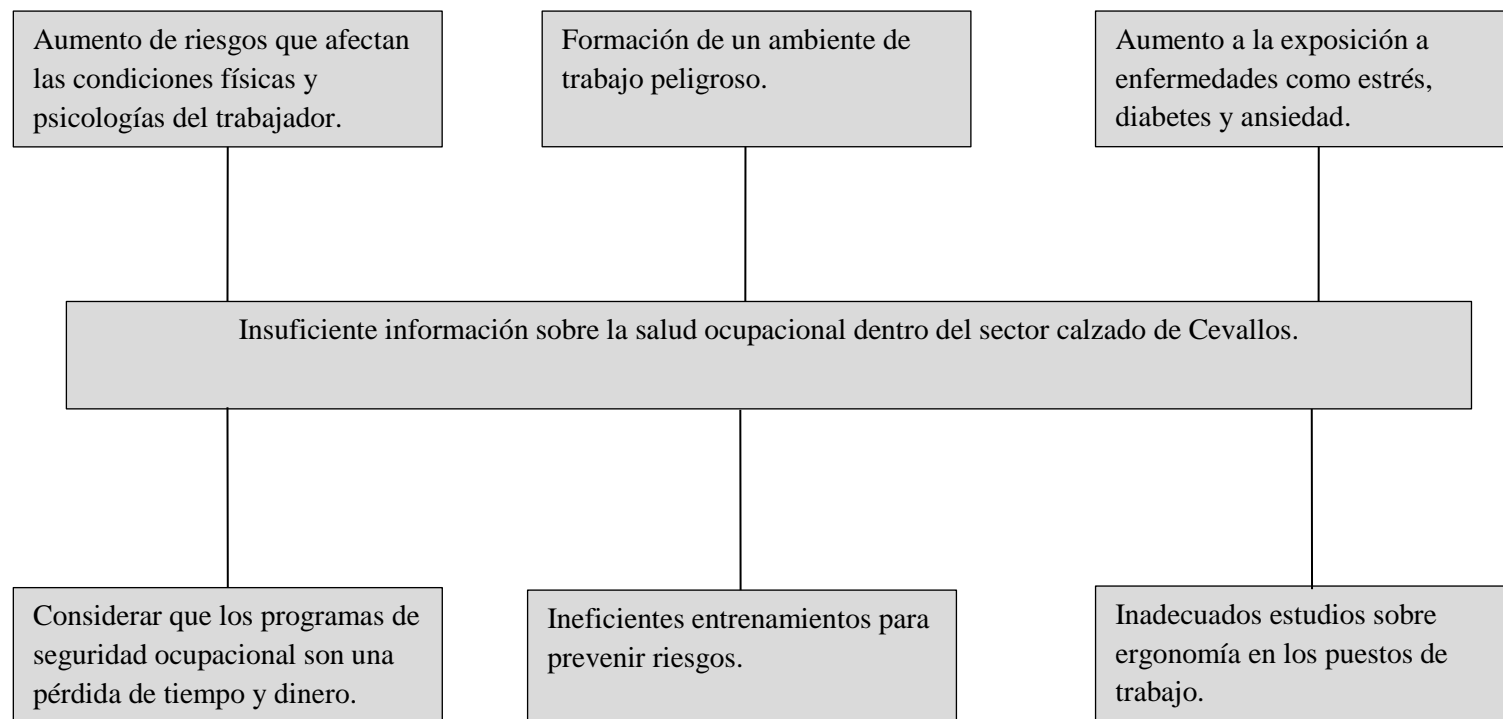 Aumento de riesgos que afectan
las condiciones físicas y
psicologías del trabajador.
Formación de un ambiente de
trabajo peligroso.
Aumento a la exposición a
enfermedades como estrés,
diabetes y ansiedad.
Insuficiente información sobre la salud ocupacional dentro del sector calzado de Cevallos.
Considerar que los programas de
seguridad ocupacional son una
pérdida de tiempo y dinero.
Ineficientes entrenamientos para
prevenir riesgos.
Inadecuados estudios sobre
ergonomía en los puestos de
trabajo.